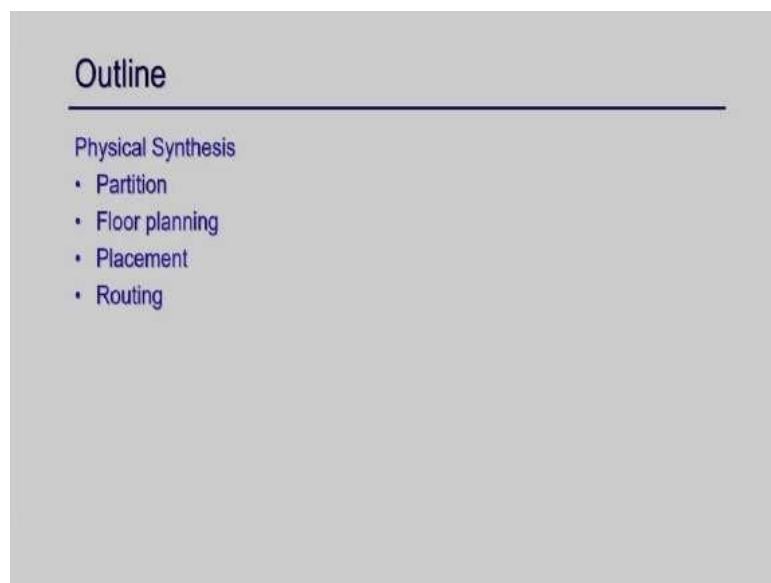 Outline
Physical Synthesis
• Partition
• Floor planning
• Placement
• Routing